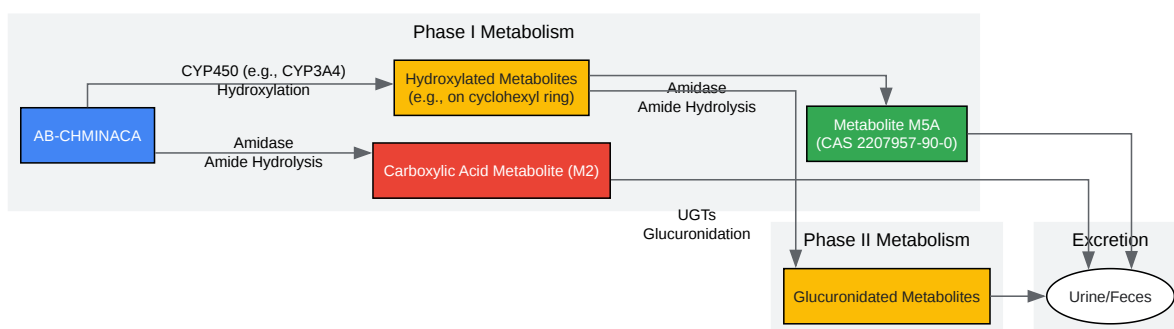 Phase I Metabolism
CYP450 (e.g., CYP3A4)
Hydroxylation
Hydroxylated Metabolites
(e.g., on cyclohexyl ring)
Amidase
Amide Hydrolysis
AB-CHMINACA
Metabolite M5A
(CAS 2207957-90-0)
Amidase
Amide Hydrolysis
Carboxylic Acid Metabolite (M2)
UGTs
Glucuronidation
Phase II Metabolism
Excretion
Glucuronidated Metabolites
Urine/Feces